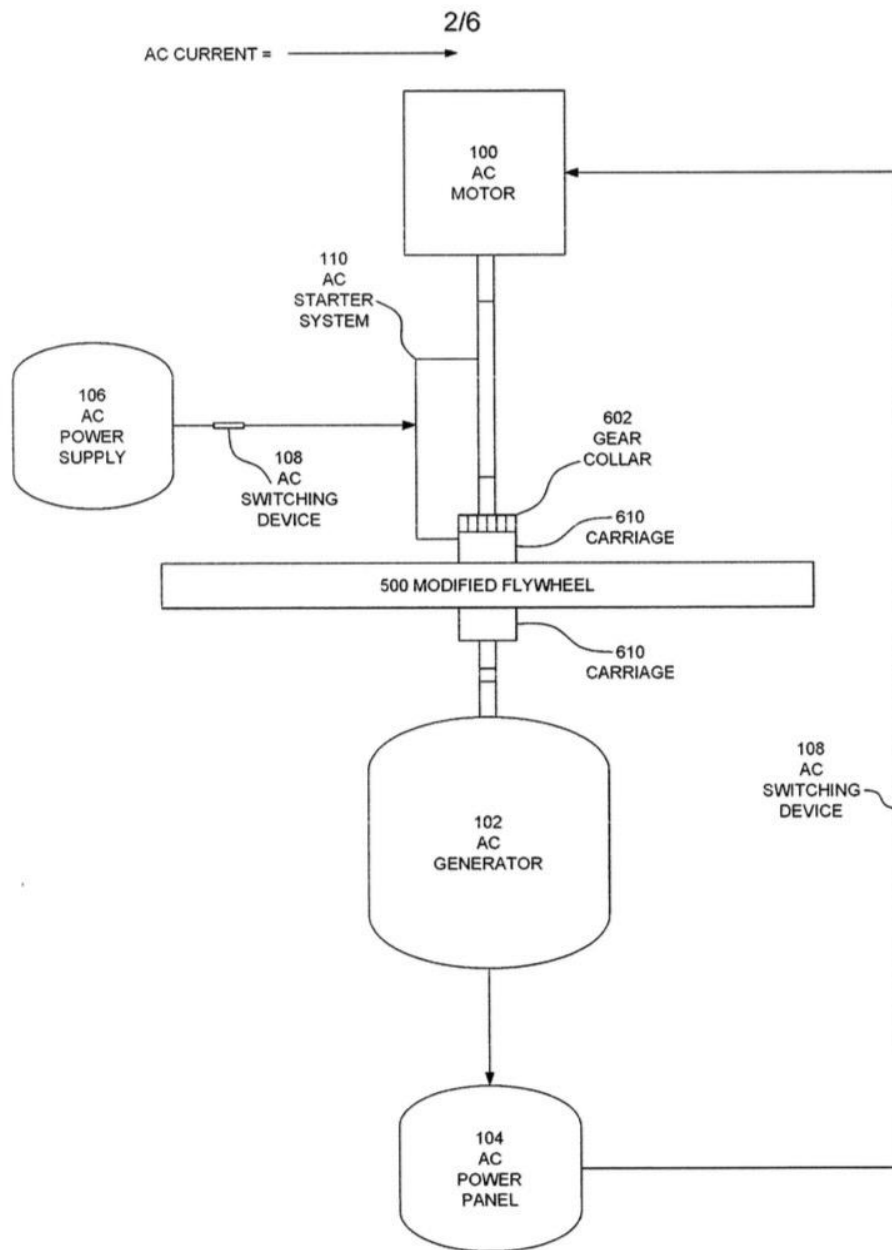 2/6
AC CURRENT =
100
AC
MOTOR
110
AC
STARTER
SYSTEM
106
AC
POWER
SUPPLY
108
AC
SWITCHING
DEVICE
602
GEAR
COLLAR
610
CARRIAGE
500 MODIFIED FLYWHEEL
610
CARRIAGE
102
AC
GENERATOR
108
AC
SWITCHING
DEVICE
104
AC
POWER
PANEL